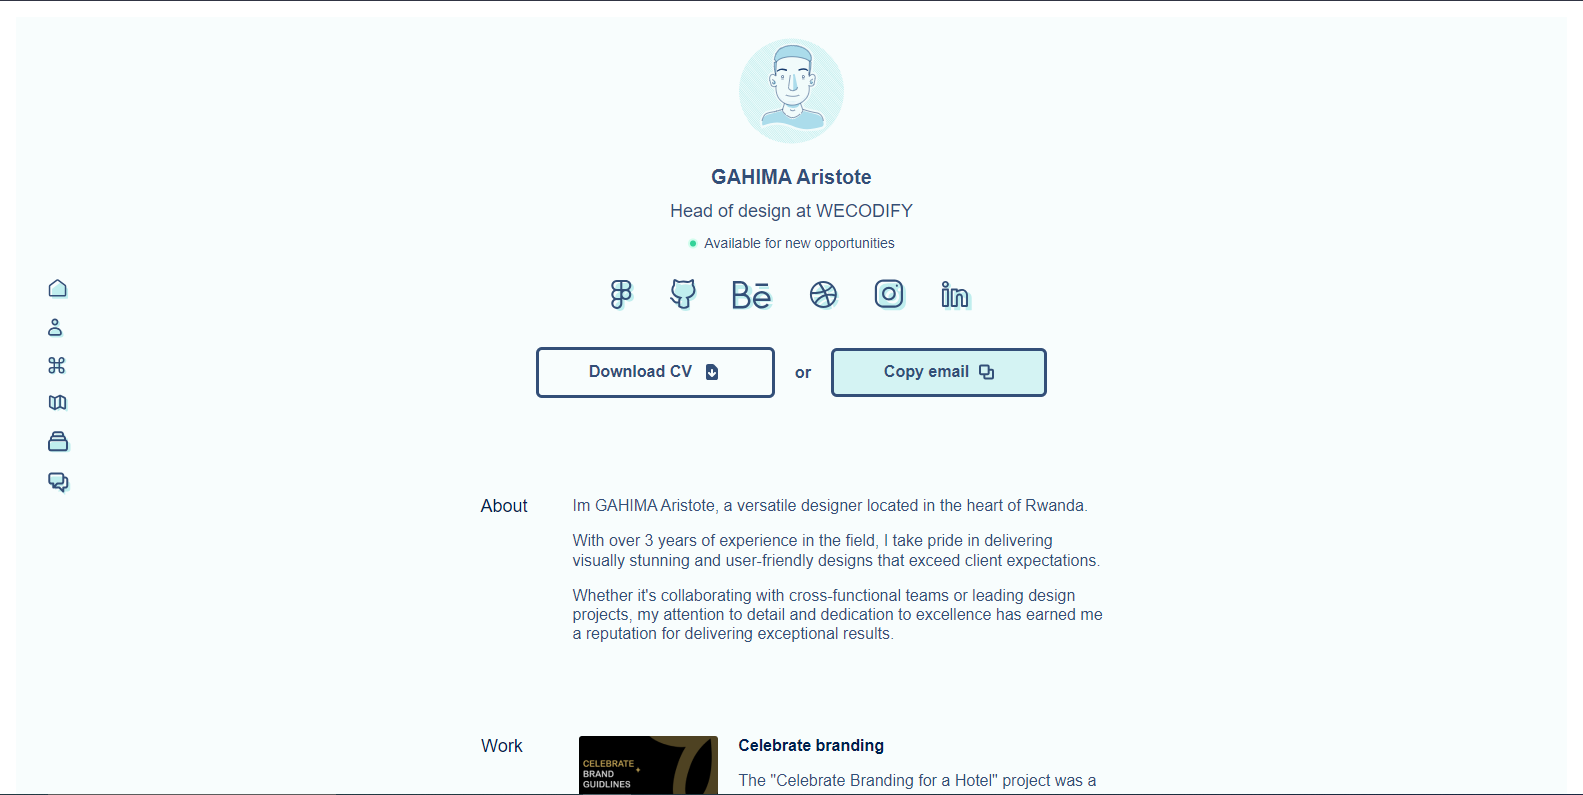 GAHIMA Aristote
Head of design at WECODIFY
Available for new opportunities
Bē
in
Download CV
or
Copy email
About
Im GAHIMA Aristote, a versatile designer located in the heart of Rwanda.
With over 3 years of experience in the field, I take pride in delivering
visually stunning and user-friendly designs that exceed client expectations.
Whether it's collaborating with cross-functional teams or leading design
projects, my attention to detail and dedication to excellence has earned me
a reputation for delivering exceptional results.
Work
CELEBRATE
BRAND
GUIDLINES
7
Celebrate branding
The "Celebrate Branding for a Hotel" project was a